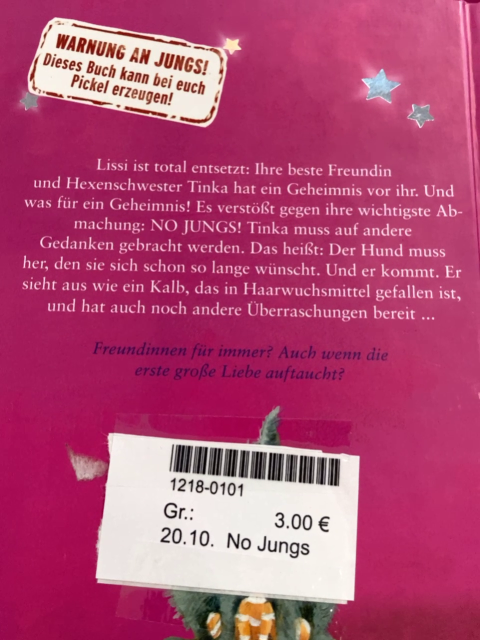 WARNUNG AN JUNGS!
Dieses Buch kann bei euch
Pickel erzeugen!
Lissi ist total entsetzt: Ihre beste Freundin
und Hexenschwester Tinka hat ein Geheimnis vor ihr. Und
was für ein Geheimnis! Es verstößt gegen ihre wichtigste Ab-
machung: NO JUNGS! Tinka muss auf andere
Gedanken gebracht werden. Das heißt: Der Hund muss
her, den sie sich schon so lange wünscht. Und er kommt. Er
sieht aus wie ein Kalb, das in Haarwuchsmittel gefallen ist,
und hat auch noch andere Überraschungen bereit ...
Freundinnen für immer? Auch wenn die
erste große Liebe auftaucht?
1218-0101
Gr.: 3.00 €
20.10. No Jungs